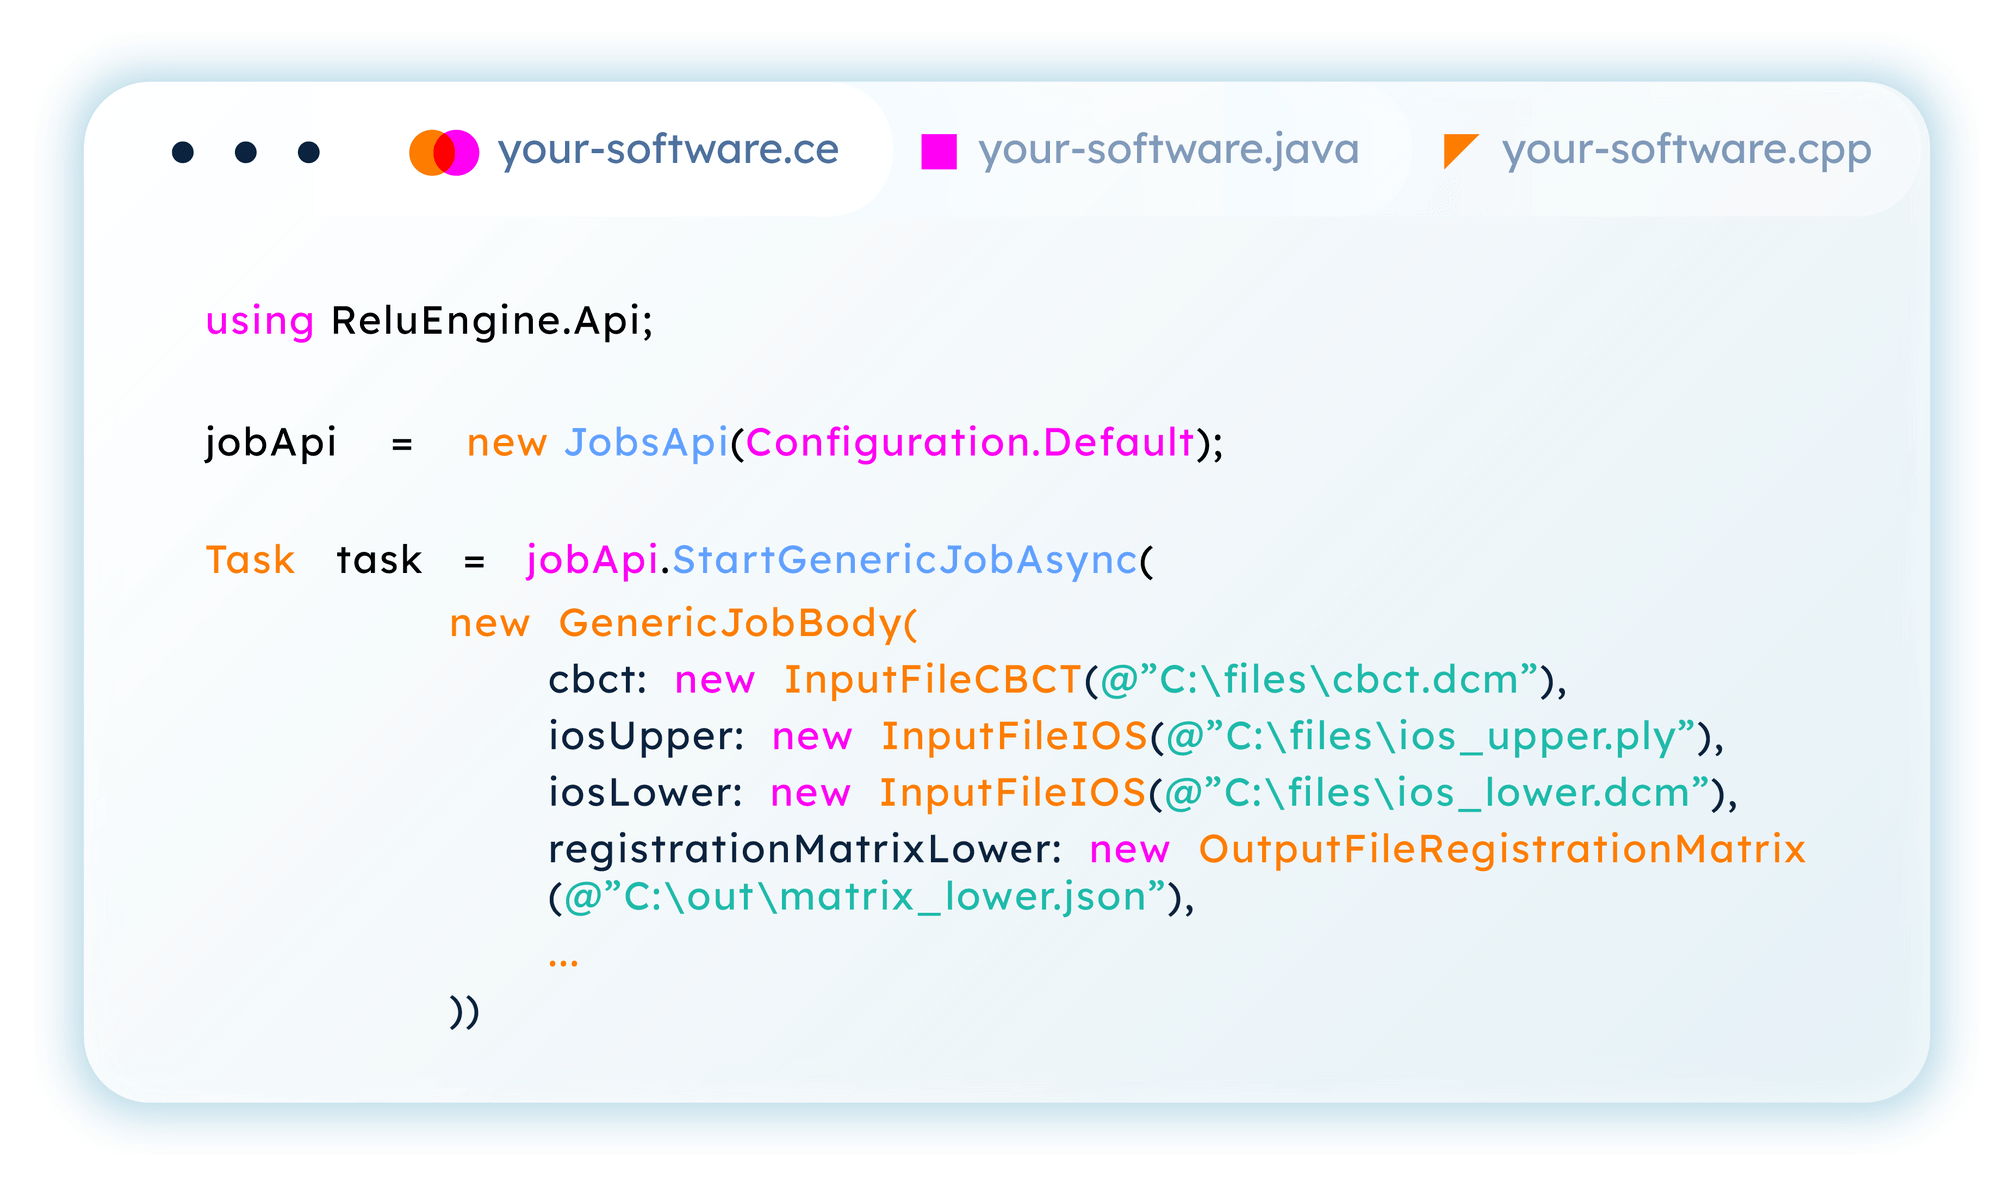 your-software.ce your-software.java your-software.cpp
using ReluEngine.Api;
jobApi = new JobsApi(Configuration.Default);
Task task = jobApi.StartGenericJobAsync(
new GenericJobBody(
cbct: new InputFileCBCT(@”C:\files\cbct.dcm”),
iosUpper: new InputFileIOS(@”C:\files\ios_upper.ply”),
iosLower: new InputFileIOS(@”C:\files\ios_lower.dcm”),
registrationMatrixLower: new OutputFileRegistrationMatrix
(@”C:\out\matrix_lower.json”),
...
))